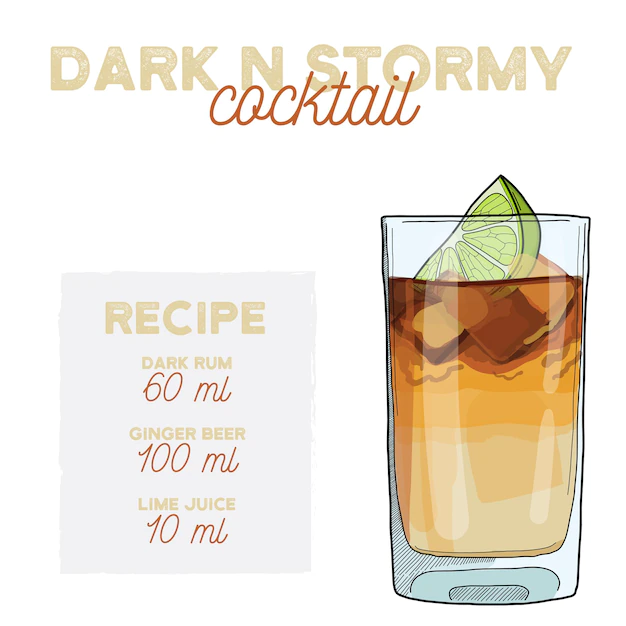 DARK N STORMY
cocktail
RECIPE
DARK RUM
60 ml
GINGER BEER
100 ml
LIME JUICE
10 ml